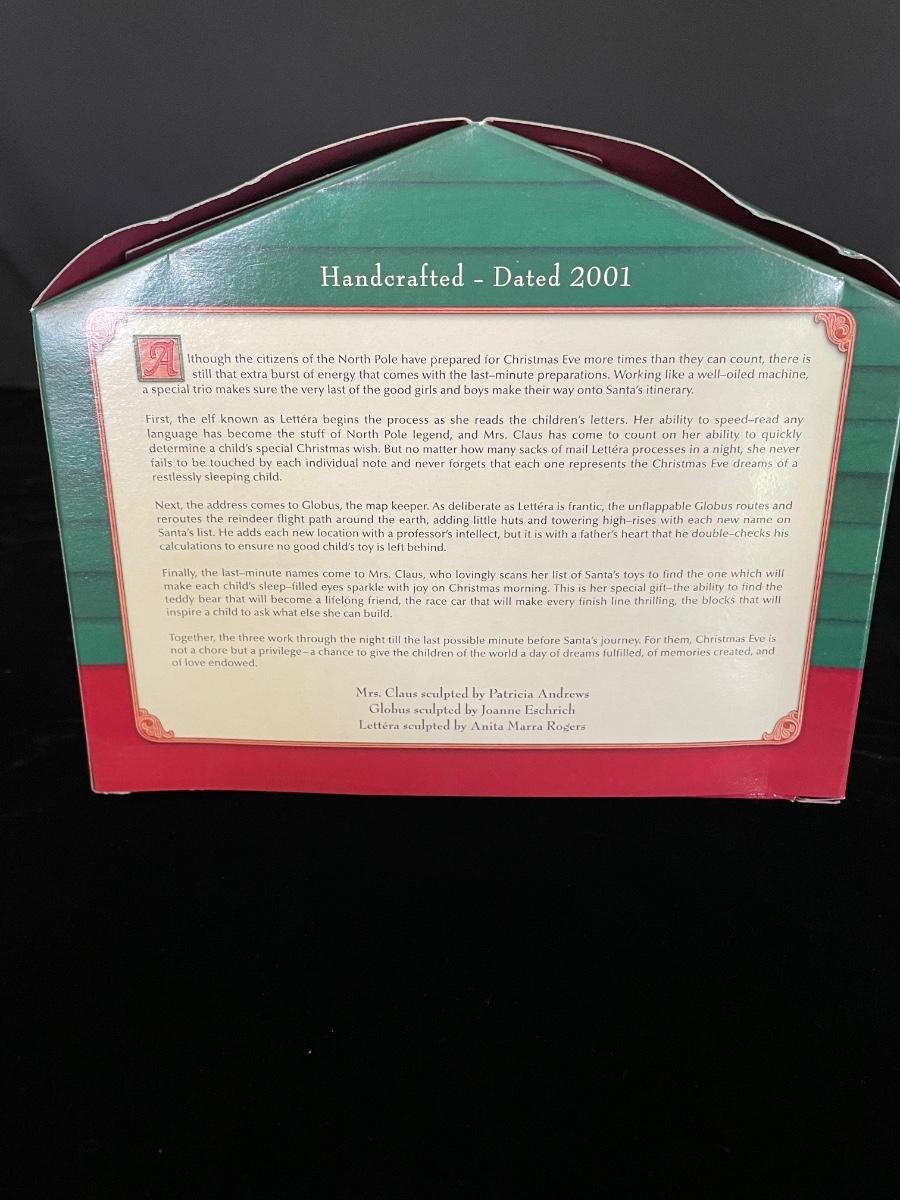 Handcrafted – Dated 2001
Although the citizens of the North Pole have prepared for Christmas Eve more times than they can count, there is
still that extra burst of energy that comes with the last–minute preparations. Working like a well–oiled machine,
a special trio makes sure the very last of the good girls and boys make their way onto Santa's itinerary.
First, the elf known as Lettéra begins the process as she reads the children's letters. Her ability to speed–read any
language has become the stuff of North Pole legend, and Mrs. Claus has come to count on her ability to quickly
determine a child's special Christmas wish. But no matter how many sacks of mail Lettéra processes in a night, she never
fails to be touched by each individual note and never forgets that each one represents the Christmas Eve dreams of a
restlessly sleeping child.
Next, the address comes to Globus, the map keeper. As deliberate as Lettéra is frantic, the unflappable Globus routes and
reroutes the reindeer flight path around the earth, adding little huts and towering high–rises with each new name on
Santa's list. He adds each new location with a professor's intellect, but it is with a father's heart that he double–checks his
calculations to ensure no good child's toy is left behind.
Finally, the last–minute names come to Mrs. Claus, who lovingly scans her list of Santa's toys to find the one which will
make each child's sleep–filled eyes sparkle with joy on Christmas morning. This is her special gift–the ability to find the
teddy bear that will become a lifelong friend, the race car that will make every finish line thrilling, the blocks that will
inspire a child to ask what else she can build.
Together, the three work through the night till the last possible minute before Santa's journey. For them, Christmas Eve is
not a chore but a privilege–a chance to give the children of the world a day of dreams fulfilled, of memories created, and
of love endowed.
Mrs. Claus sculpted by Patricia Andrews
Globus sculpted by Joanne Eschrich
Lettéra sculpted by Anita Marra Rogers